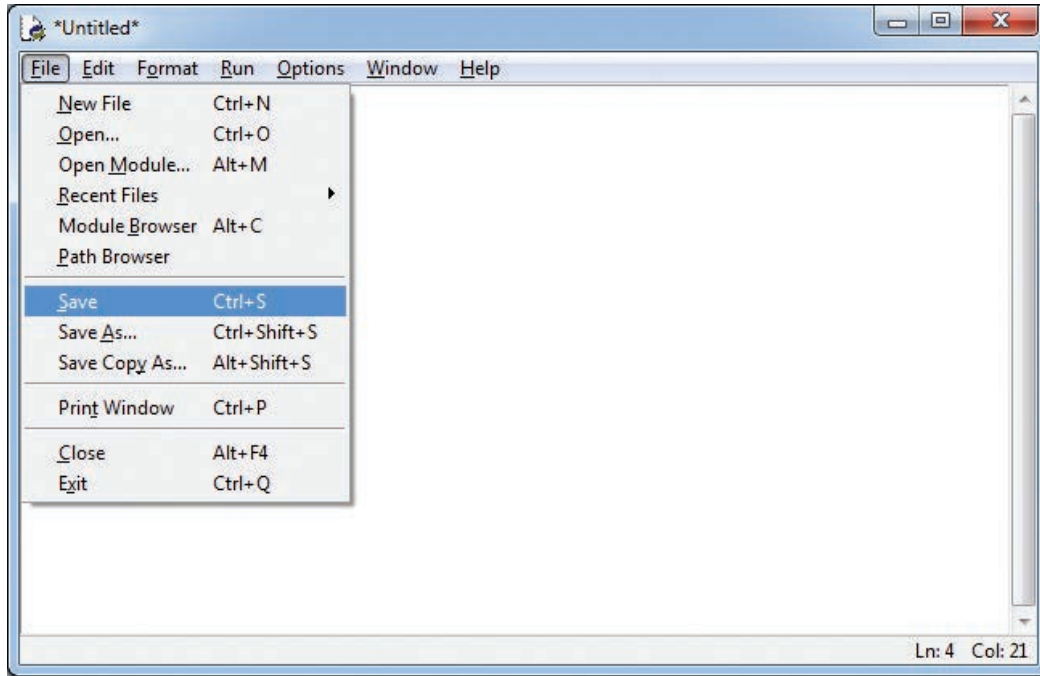 *Untitled*
File Edit Format Run Options Window Help
New File Ctrl+N
Open... Ctrl+O
Open Module... Alt+M
Recent Files
Module Browser Alt+C
Path Browser
Save Ctrl+S
Save As... Ctrl+Shift+S
Save Copy As... Alt+Shift+S
Print Window Ctrl+P
Close Alt+F4
Exit Ctrl+Q
Ln: 4 Col: 21